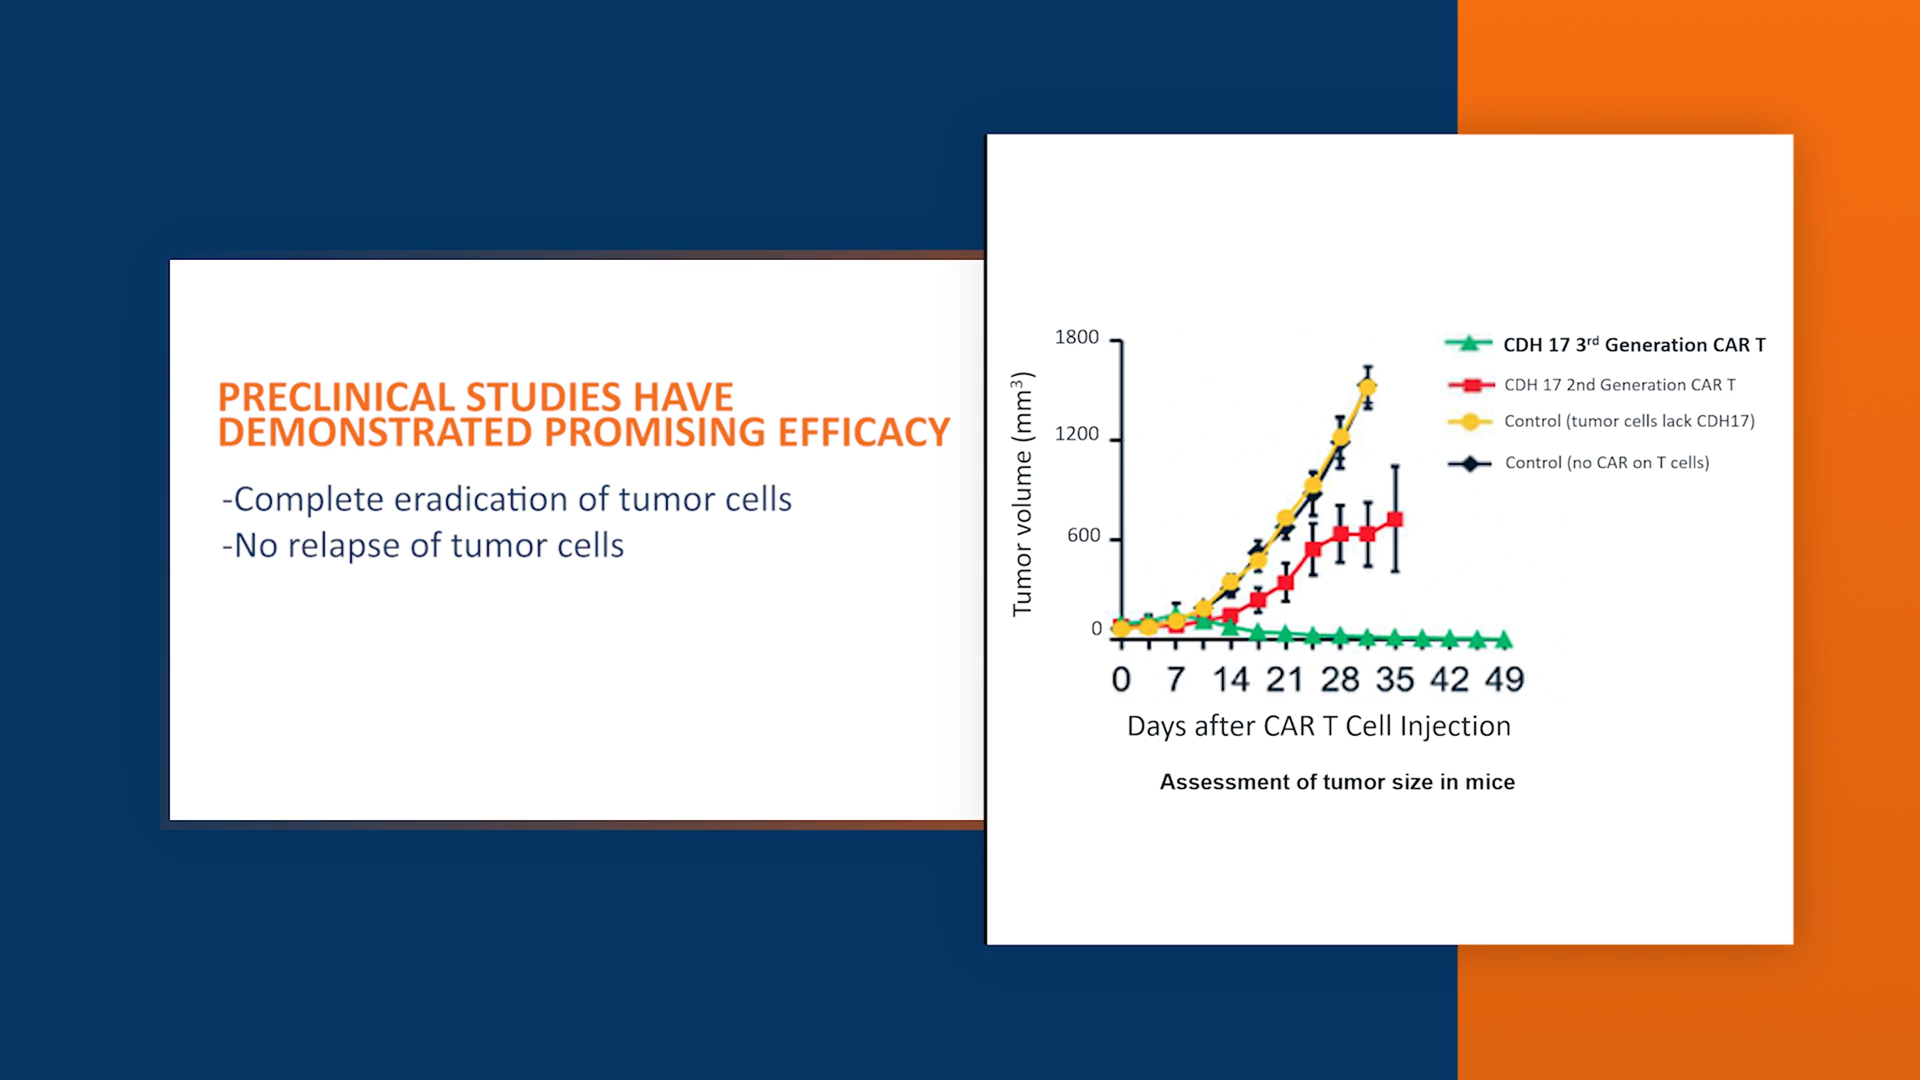 PRECLINICAL STUDIES HAVE
DEMONSTRATED PROMISING EFFICACY
-Complete eradication of tumor cells
-No relapse of tumor cells
Tumor volume (mm³)
1800
1200
600
0
0 7 14 21 28 35 42 49
Days after CAR T Cell Injection
Assessment of tumor size in mice
CDH 17 3rd Generation CAR T
CDH 17 2nd Generation CAR T
Control (tumor cells lack CDH17)
Control (no CAR on T cells)